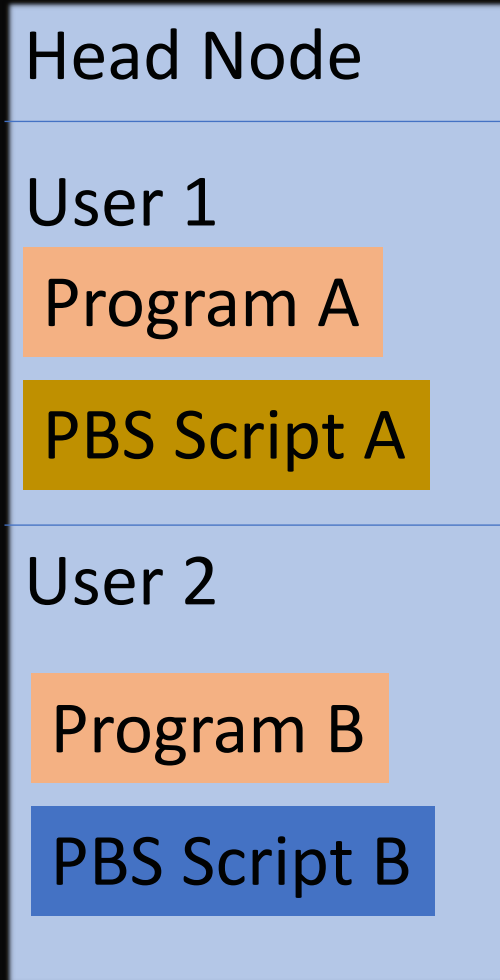 Head Node
User 1
Program A
PBS Script A
User 2
Program B
PBS Script B